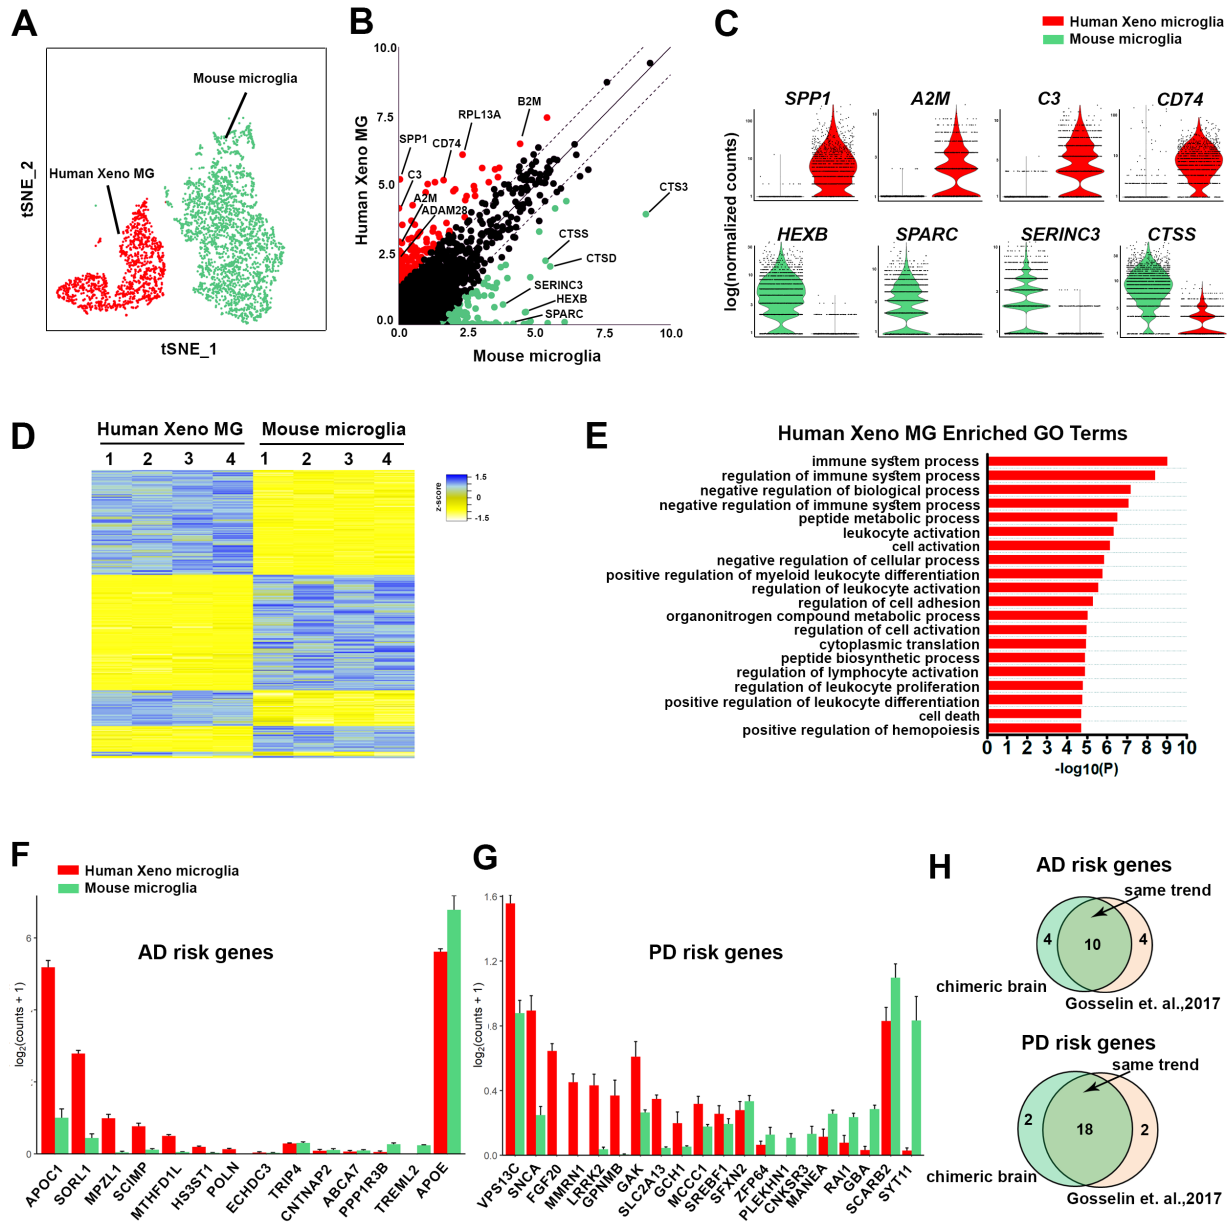 A
Mouse microglia
Human Xeno MG
tSNE_2
tSNE_1
B
10.0
7.5
5.0
2.5
0.0
Human Xeno MG
SPP1
C3
A2M
ADAM28
CD74
RPL13A
B2M
CTS3
CTSS
CTSD
SERINC3
HEXB
SPARC
0.0 2.5 5.0 7.5 10.0
Mouse microglia
C
Human Xeno microglia
Mouse microglia
log(normalized counts)
SPP1 A2M C3 CD74
HEXB SPARC SERINC3 CTSS
D
Human Xeno MG Mouse microglia
1 2 3 4 1 2 3 4
z-score
1.5
0
-1.5
E
Human Xeno MG Enriched GO Terms
immune system process
regulation of immune system process
negative regulation of biological process
negative regulation of immune system process
peptide metabolic process
leukocyte activation
cell activation
negative regulation of cellular process
positive regulation of myeloid leukocyte differentiation
regulation of leukocyte activation
regulation of cell adhesion
organonitrogen compound metabolic process
regulation of cell activation
cytoplasmic translation
peptide biosynthetic process
regulation of lymphocyte activation
regulation of leukocyte proliferation
positive regulation of leukocyte differentiation
cell death
positive regulation of hemopoiesis
0 1 2 3 4 5 6 7 8 9 10
-log10(P)
F
Human Xeno microglia
Mouse microglia
AD risk genes
log2(counts + 1)
6
0
APOC1
SORL1
MPZL1
SCIMP
MTHFD1L
HS3ST1
POLN
ECHDC3
TRIP4
CNTNAP2
ABCA7
PPP1R3B
TREML2
APOE
G
PD risk genes
log2(counts + 1)
1.6
1.2
.8
0.4
0.0
VPS13C
SNCA
FGF20
MMRN1
LRRK2
GPNMB
GAK
SLC2A13
GCH1
MCCC1
SREBF1
SFXN2
ZFP64
PLEKHN1
CNKSR3
MANEA
RAI1
GBA
SCARB2
SYT11
H
AD risk genes
same trend
4 10 4
chimeric brain
Gosselin et. al.,2017
PD risk genes
same trend
2 18 2
chimeric brain
Gosselin et. al.,2017